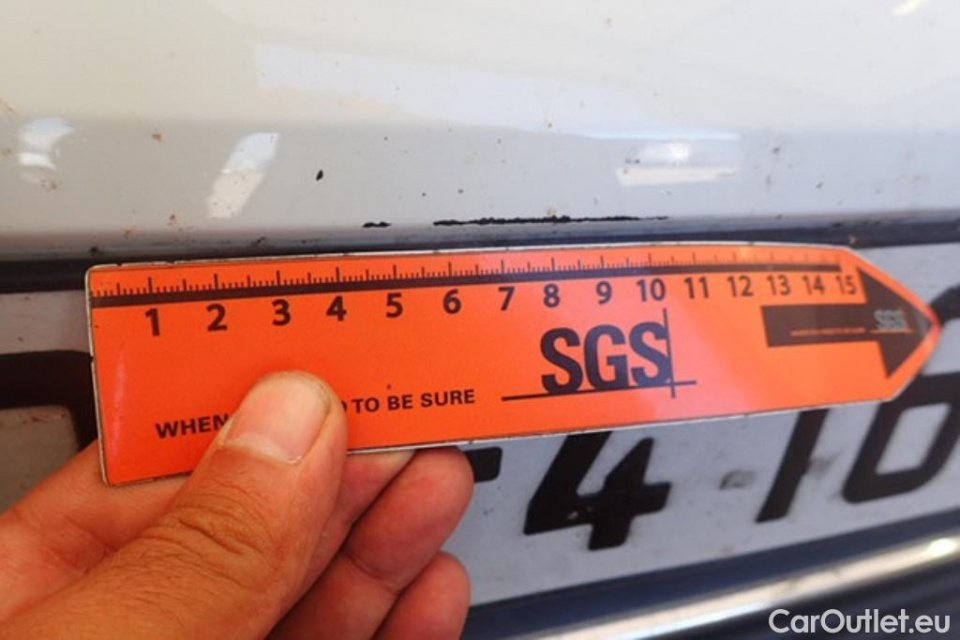 1 2 3 4 5 6 7 8 9 10 11 12 13 14 15
SGS
SGS
WHEN TO BE SURE
4 16
CarOutlet.eu